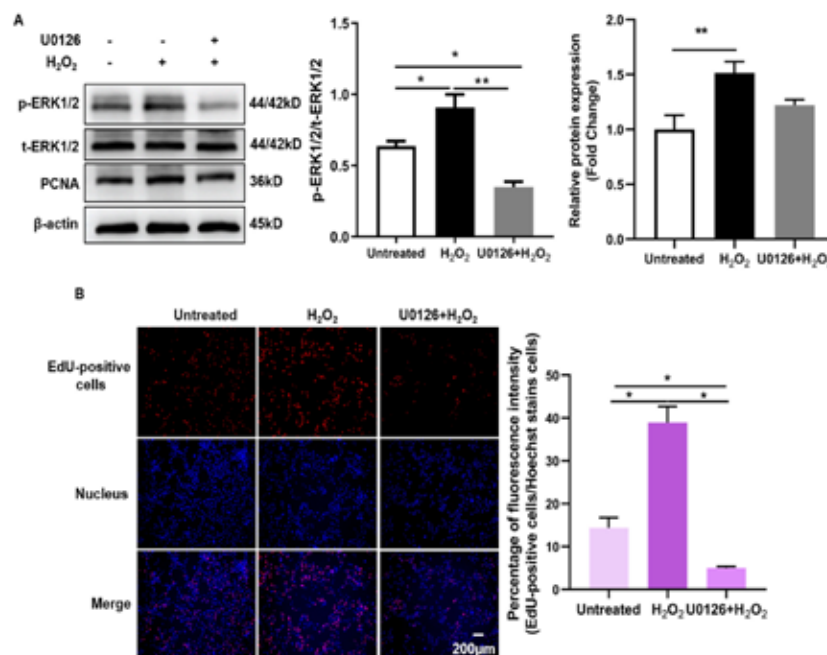 A
U0126 - - +
H₂O₂ - + +
p-ERK1/2 44/42kD
t-ERK1/2 44/42kD
PCNA 36kD
β-actin 45kD
p-ERK1/2/t-ERK1/2
1.5
1.0
0.5
0.0
* 
* **
Untreated H₂O₂ U0126+H₂O₂
Relative protein expression
(Fold Change)
2.0
1.5
1.0
0.5
0.0
**
Untreated H₂O₂ U0126+H₂O
B
Untreated H₂O₂ U0126+H₂O₂
EdU-positive
cells
Nucleus
Merge
200μm
Percentage of fluorescence intensity
(EdU-positive cells/Hoechst stains cells)
50
40
30
20
10
0
*
* *
Untreated H₂O₂ U0126+H₂O₂